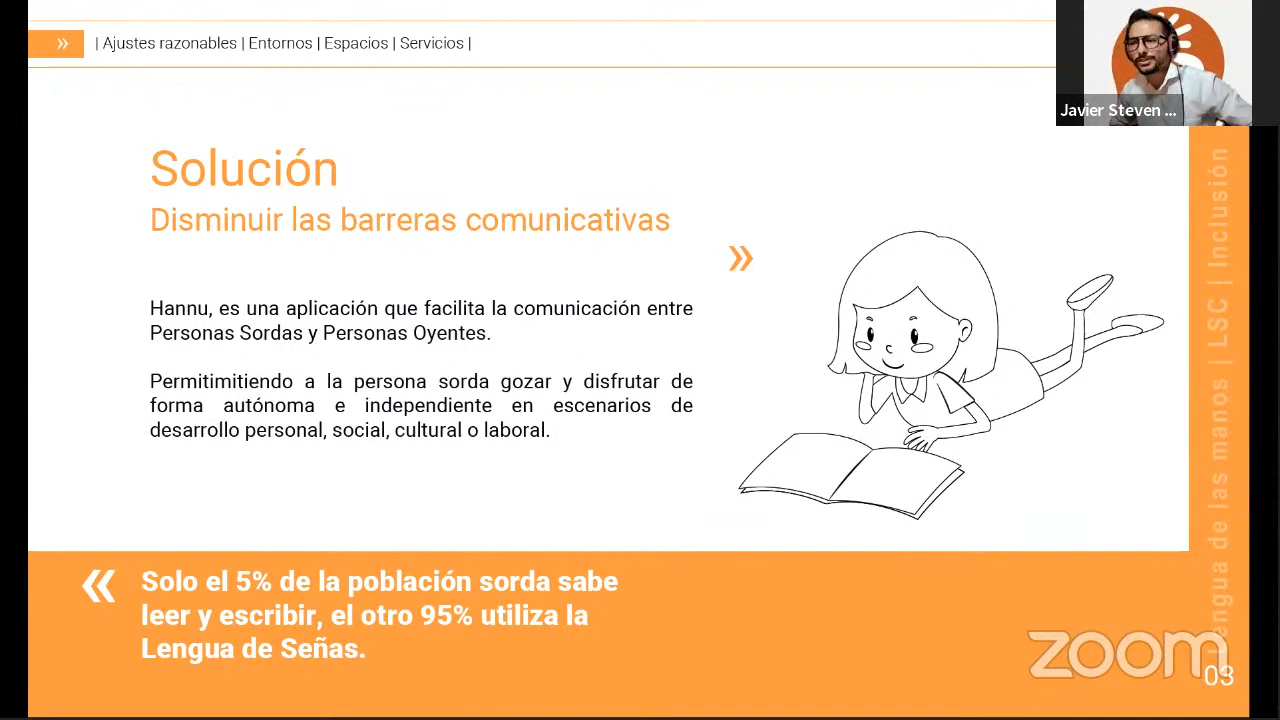 | Ajustes razonables | Entornos | Espacios | Servicios |
Javier Steven ...
Solución
Disminuir las barreras comunicativas
Hannu, es una aplicación que facilita la comunicación entre
Personas Sordas y Personas Oyentes.
Permitimitiendo a la persona sorda gozar y disfrutar de
forma autónoma e independiente en escenarios de
desarrollo personal, social, cultural o laboral.
Solo el 5% de la población sorda sabe
leer y escribir, el otro 95% utiliza la
Lengua de Señas.
Lengua de las manos | LSC | Inclusión
zoom
03